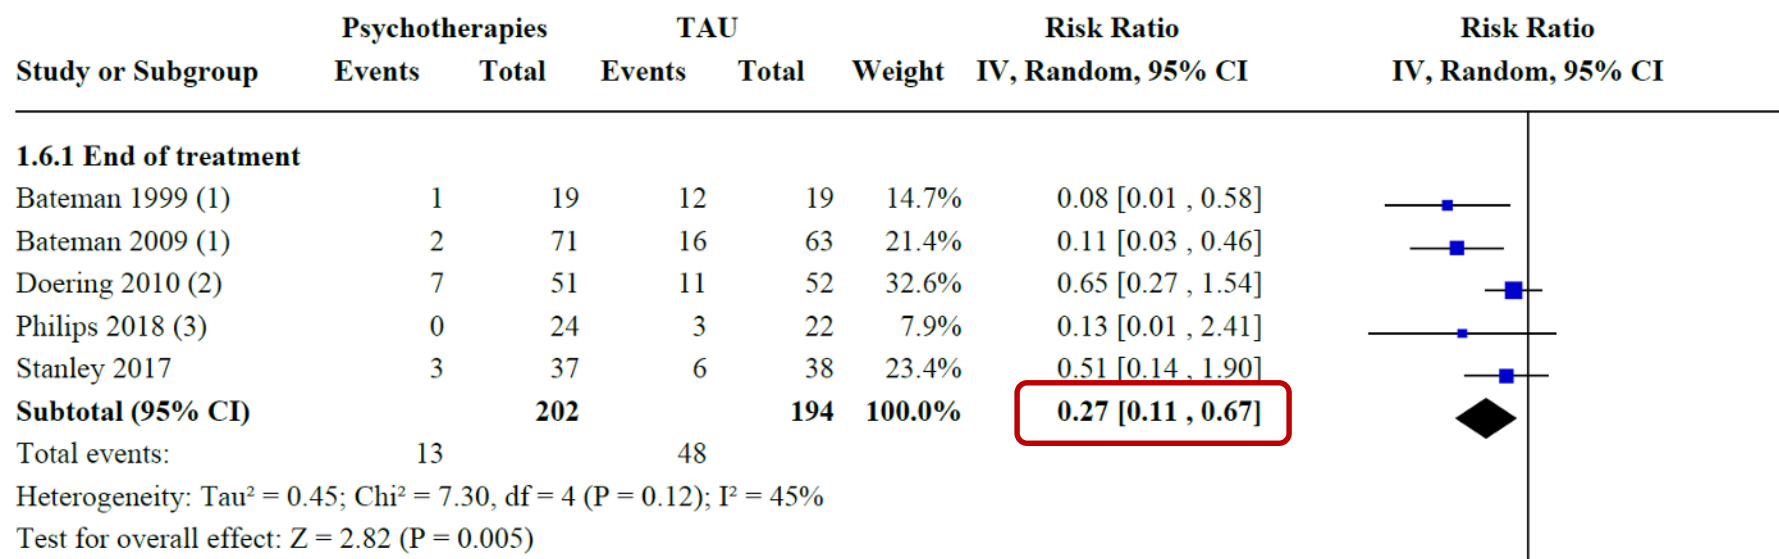 Psychotherapies TAU Risk Ratio Risk Ratio
Study or Subgroup Events Total Events Total Weight IV, Random, 95% CI IV, Random, 95% CI
1.6.1 End of treatment
Bateman 1999 (1) 1 19 12 19 14.7% 0.08 [0.01 , 0.58]
Bateman 2009 (1) 2 71 16 63 21.4% 0.11 [0.03 , 0.46]
Doering 2010 (2) 7 51 11 52 32.6% 0.65 [0.27 , 1.54]
Philips 2018 (3) 0 24 3 22 7.9% 0.13 [0.01 , 2.41]
Stanley 2017 3 37 6 38 23.4% 0.51 [0.14 , 1.90]
Subtotal (95% CI) 202 194 100.0% 0.27 [0.11 , 0.67]
Total events: 13 48
Heterogeneity: Tau² = 0.45; Chi² = 7.30, df = 4 (P = 0.12); I² = 45%
Test for overall effect: Z = 2.82 (P = 0.005)